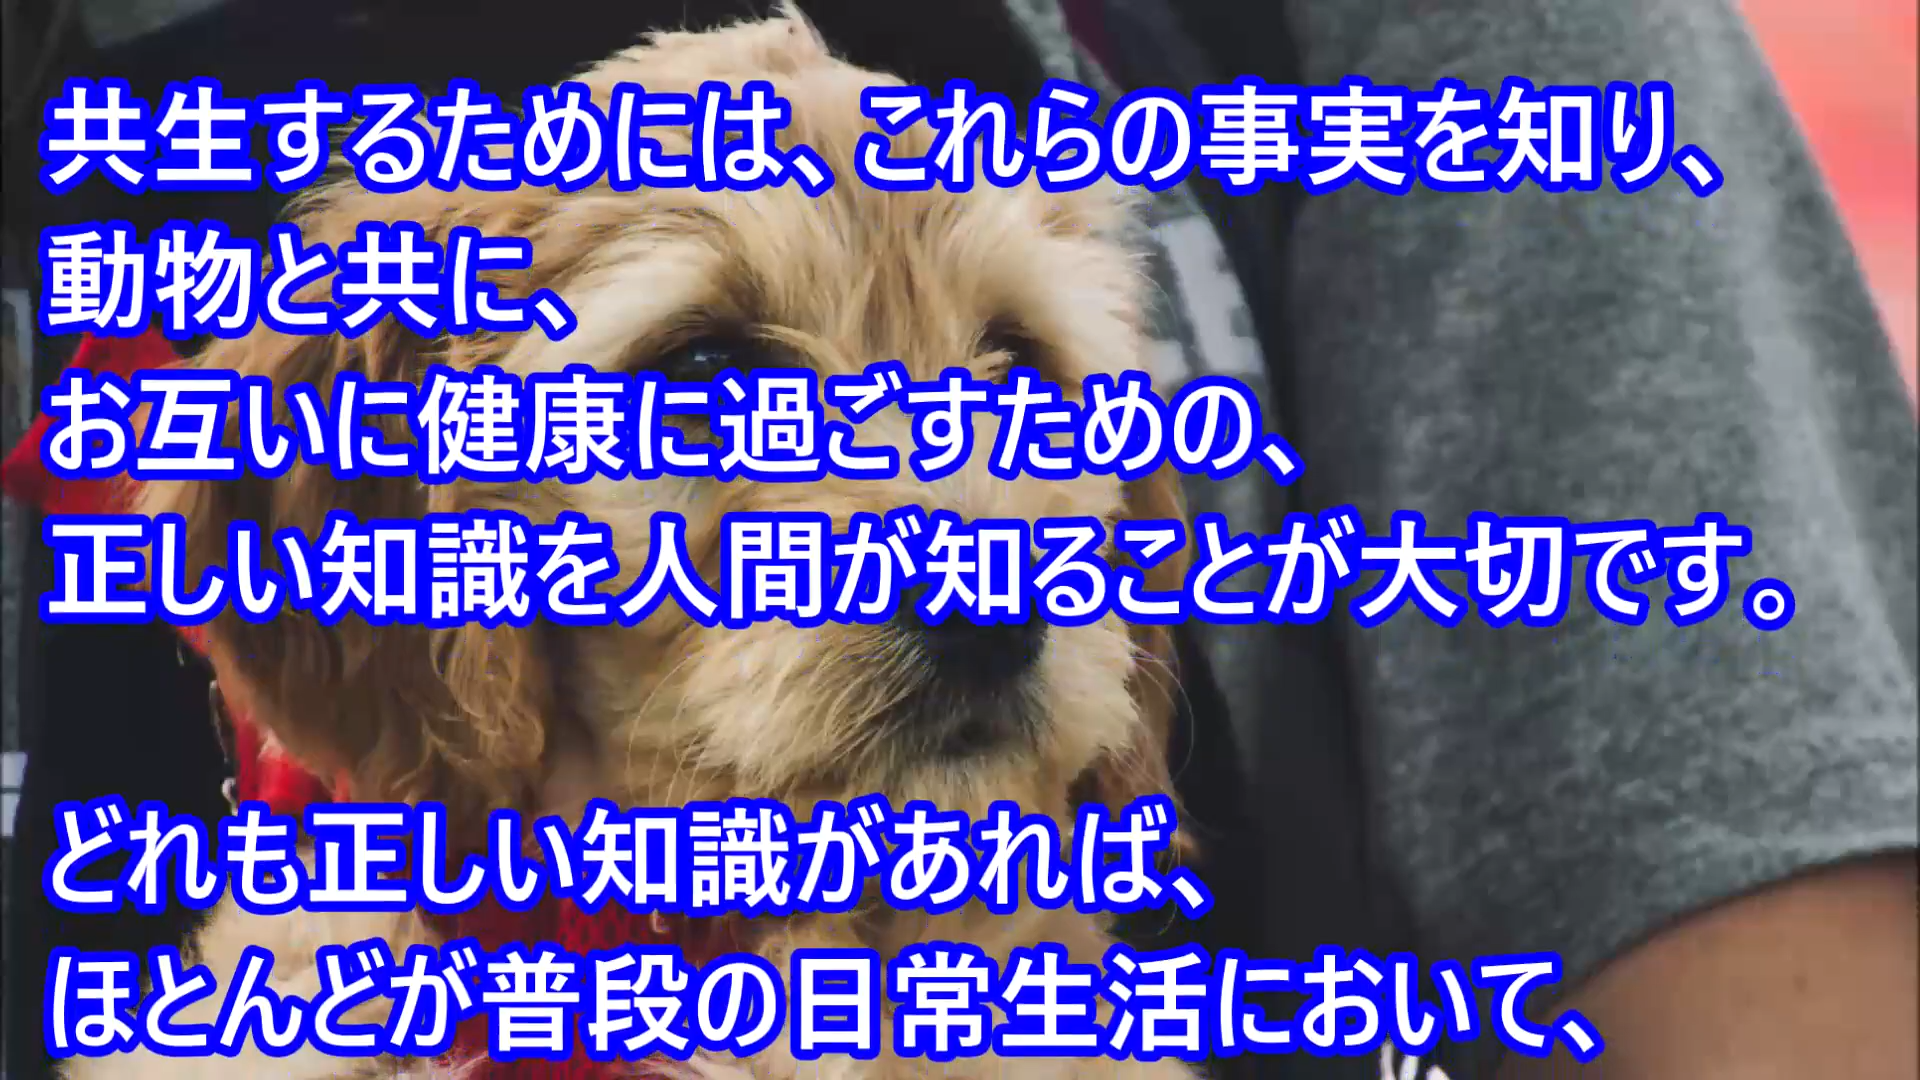 共生するためには、これらの事実を知り、
動物と共に、
お互いに健康に過ごすための、
正しい知識を人間が知ることが大切です。
どれも正しい知識があれば、
ほとんどが普段の日常生活において、